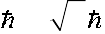 ℏ √ ℏ